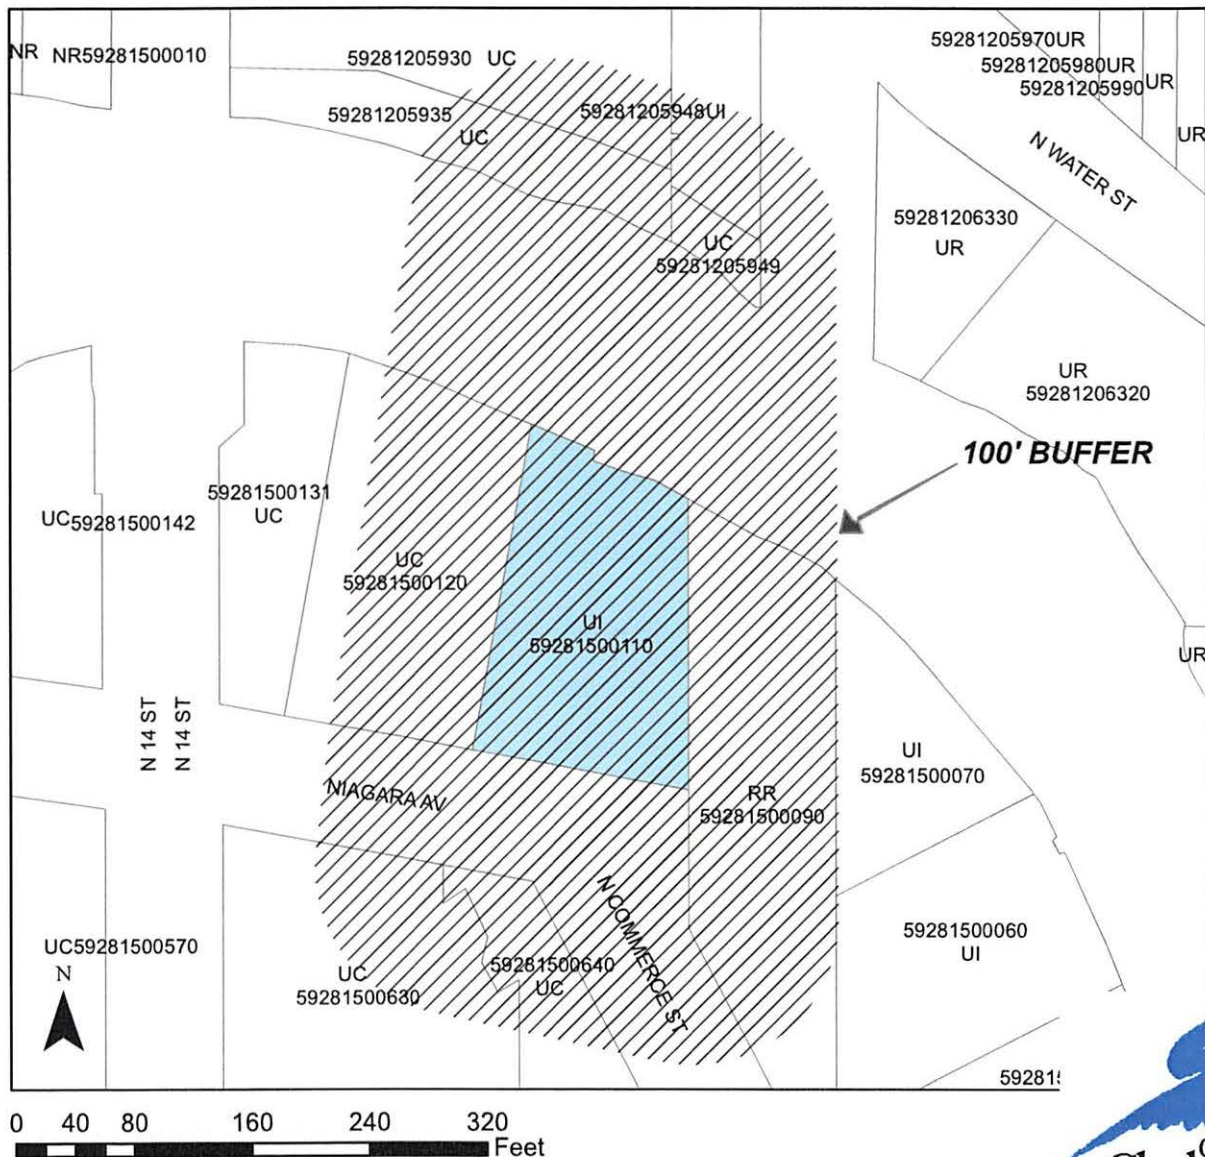 NR NR59281500010
59281205930 UC
59281205935
UC
59281205948UI
59281205970UR
59281205980UR
59281205990
UR
UR
N WATER ST
59281206330
UR
UC
59281205949
UR
59281206320
100' BUFFER
59281500131
UC
UC59281500142
UC
59281500120
UI
59281500110
UR
N 14 ST
N 14 ST
UI
59281500070
NIAGARA AV
RR
59281500090
N COMMERCE ST
59281500060
UI
UC59281500570
N
UC
59281500630
59281500640
UC
0 40 80 160 240 320
Feet